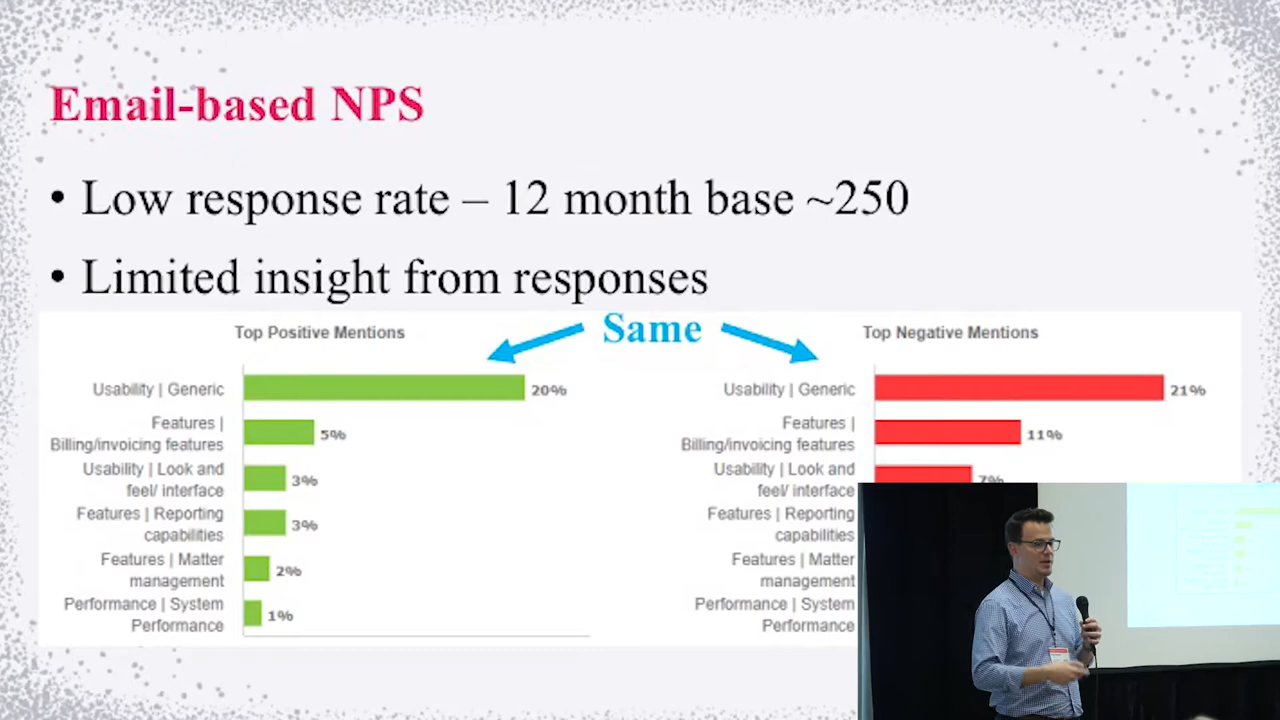 Email-based NPS
• Low response rate – 12 month base ~250
• Limited insight from responses
Same
Top Positive Mentions
Usability | Generic
20%
Features |
Billing/invoicing features
5%
Usability | Look and
feel/ interface
3%
Features | Reporting
capabilities
3%
Features | Matter
management
2%
Performance | System
Performance
1%
Top Negative Mentions
Usability | Generic
21%
Features |
Billing/invoicing features
11%
Usability | Look and
feel/ interface
7%
Features | Reporting
capabilities
Features | Matter
management
Performance | System
Performance